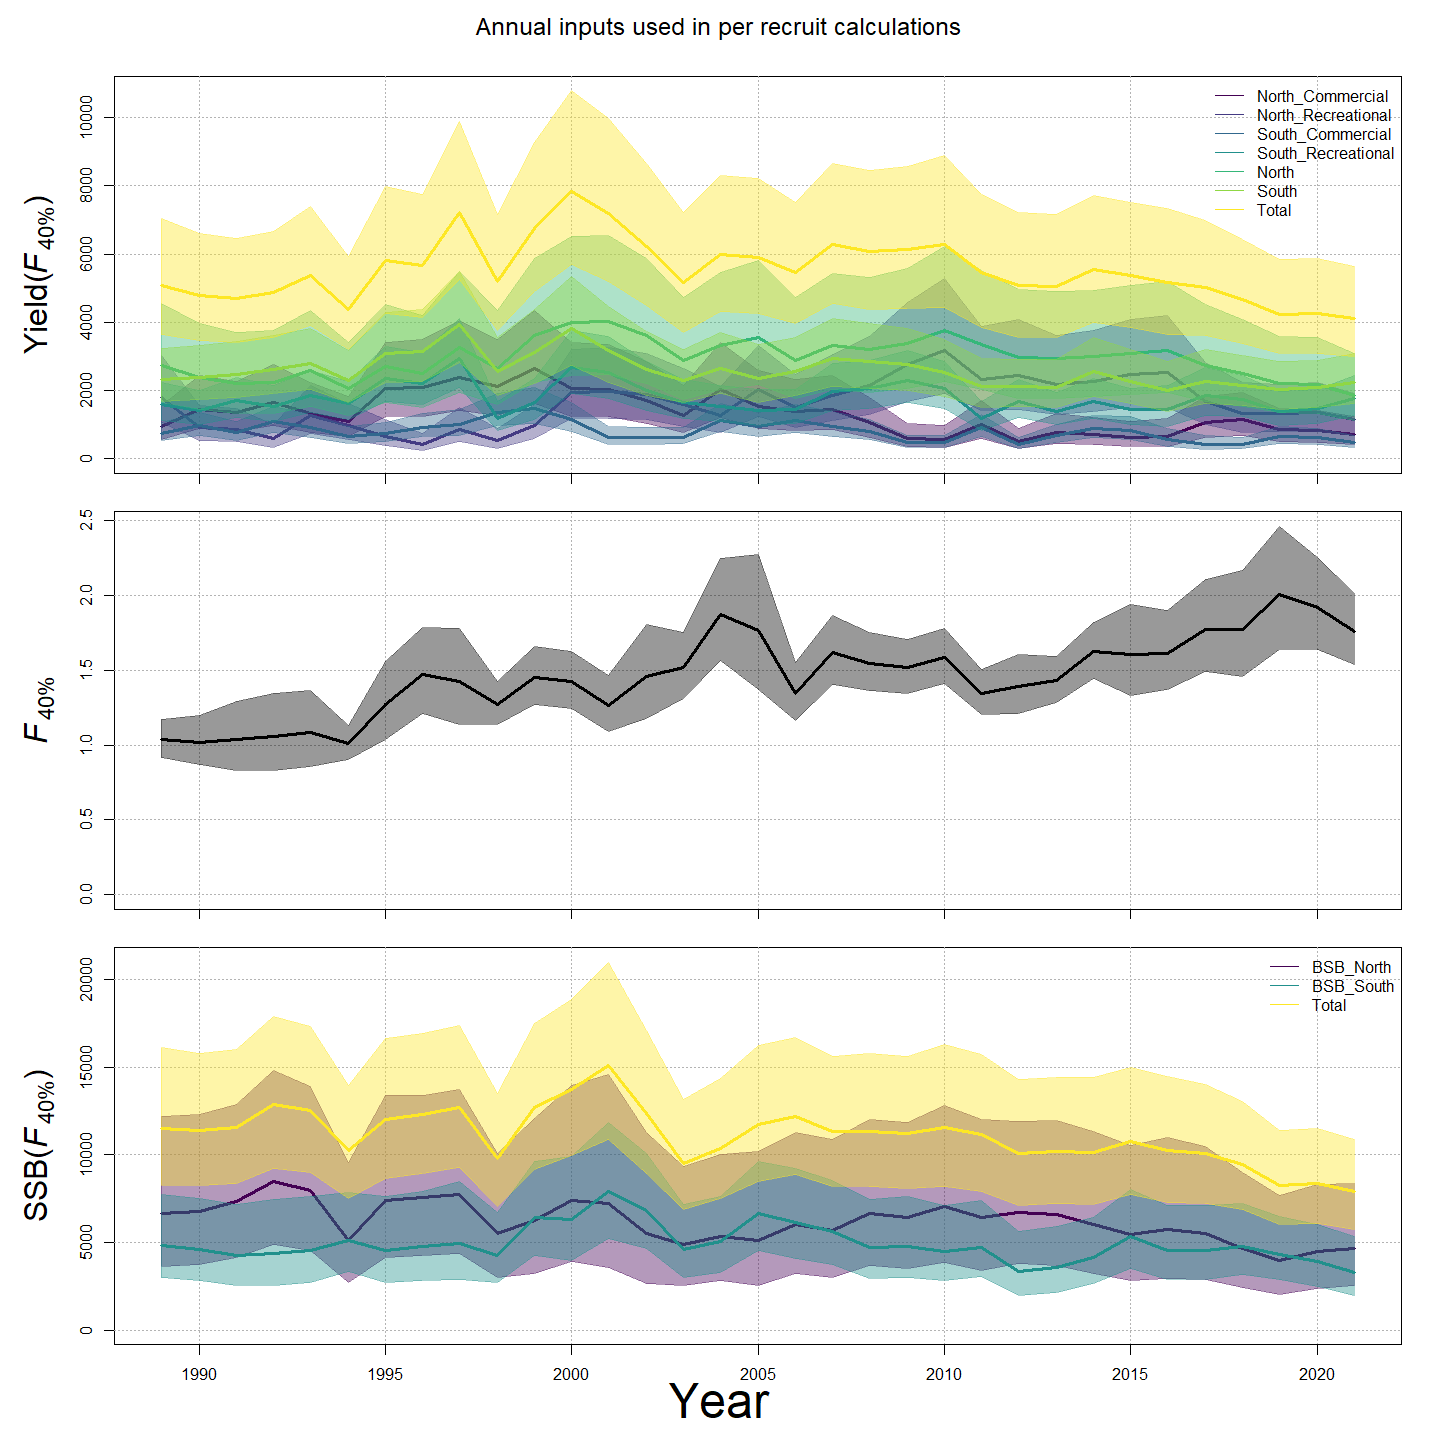 Annual inputs used in per recruit calculations
Yield(F40%)
0 2000 4000 6000 8000 10000
North_Commercial
North_Recreational
South_Commercial
South_Recreational
North
South
Total
F40%
0.0 0.5 1.0 1.5 2.0 2.5
SSB(F40%)
0 5000 10000 15000 20000
BSB_North
BSB_South
Total
1990 1995 2000 2005 2010 2015 2020
Year